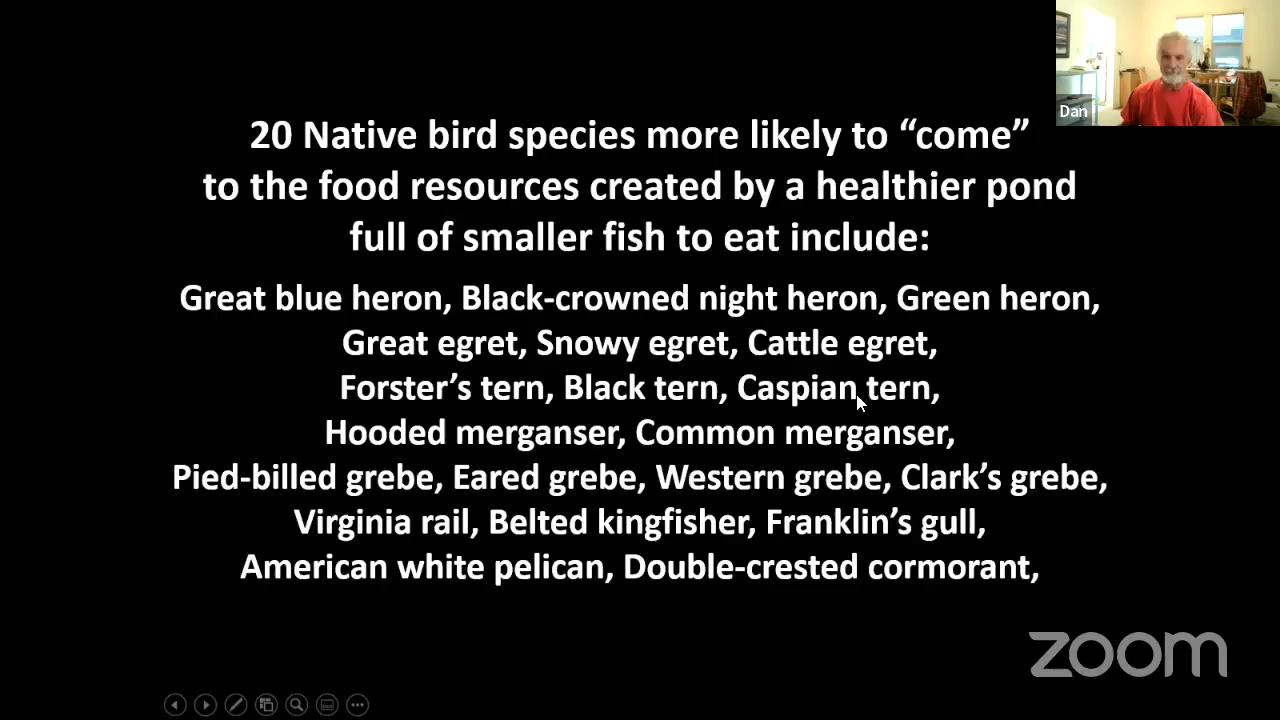 Dan
20 Native bird species more likely to “come”
to the food resources created by a healthier pond
full of smaller fish to eat include:
Great blue heron, Black-crowned night heron, Green heron,
Great egret, Snowy egret, Cattle egret,
Forster’s tern, Black tern, Caspian tern,
Hooded merganser, Common merganser,
Pied-billed grebe, Eared grebe, Western grebe, Clark’s grebe,
Virginia rail, Belted kingfisher, Franklin’s gull,
American white pelican, Double-crested cormorant,
zoom